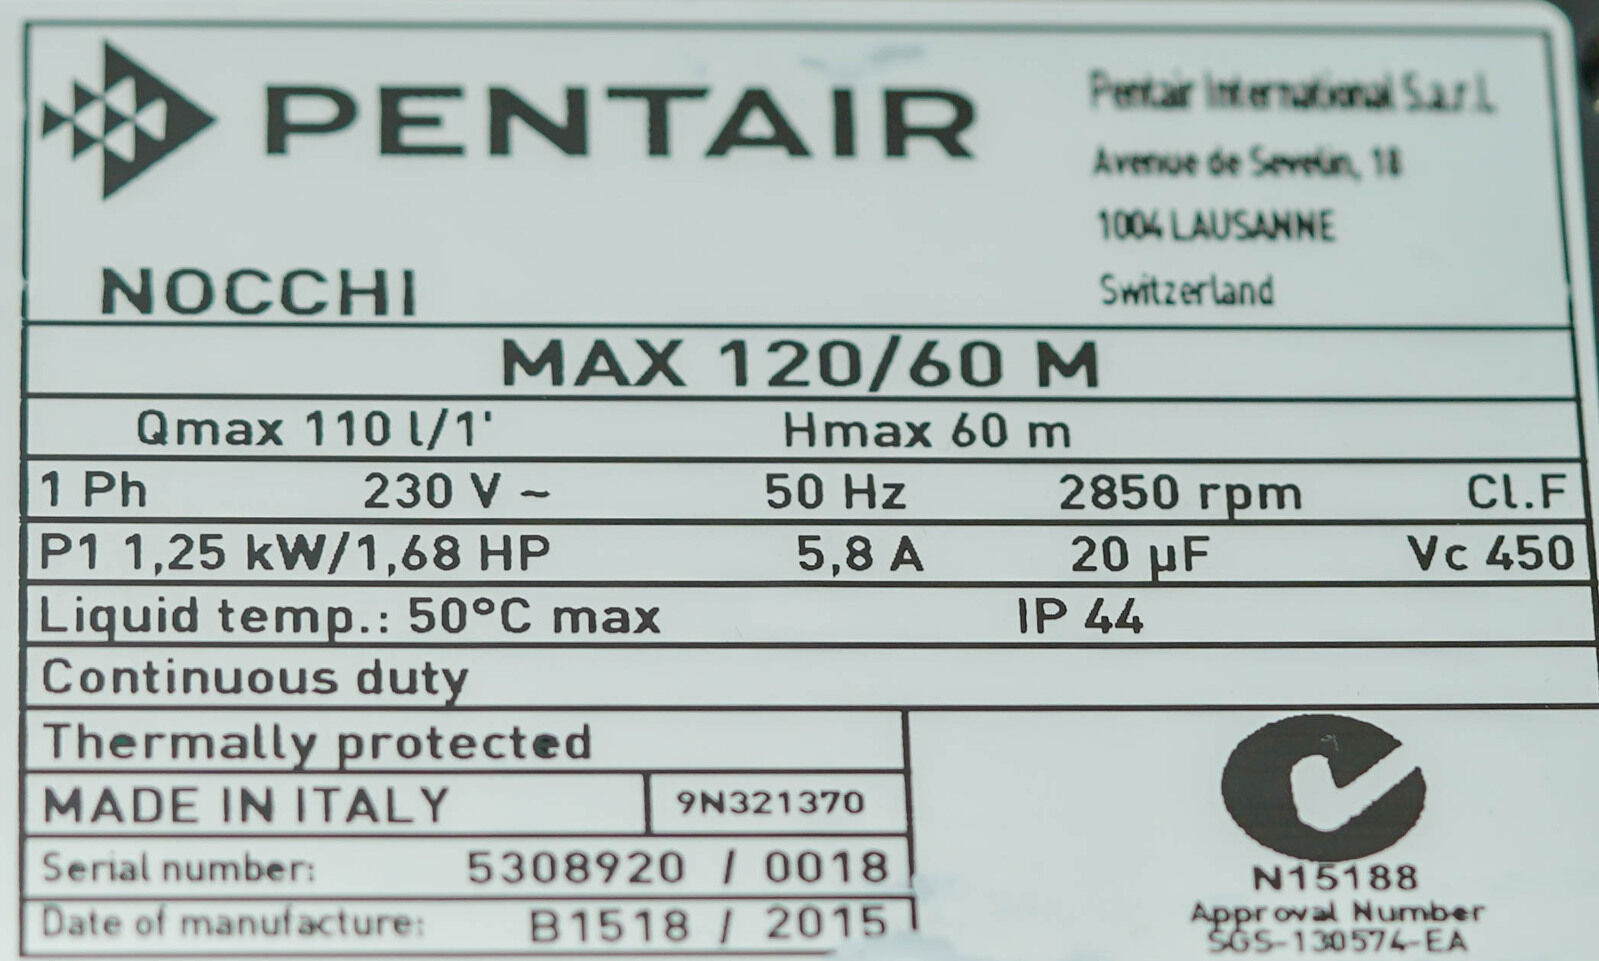 PENTAIR
Pentair International S.a.r.l.
Avenue de Sevelin, 18
1004 LAUSANNE
Switzerland
NOCCHI
MAX 120/60 M
Qmax 110 l/1' Hmax 60 m
1 Ph 230 V ~ 50 Hz 2850 rpm Cl.F
P1 1,25 kW/1,68 HP 5,8 A 20 µF Vc 450
Liquid temp.: 50°C max IP 44
Continuous duty
Thermally protected
MADE IN ITALY 9N321370
Serial number: 5308920 / 0018
Date of manufacture: B1518 / 2015
N15188
Approval Number
SGS-130574-EA